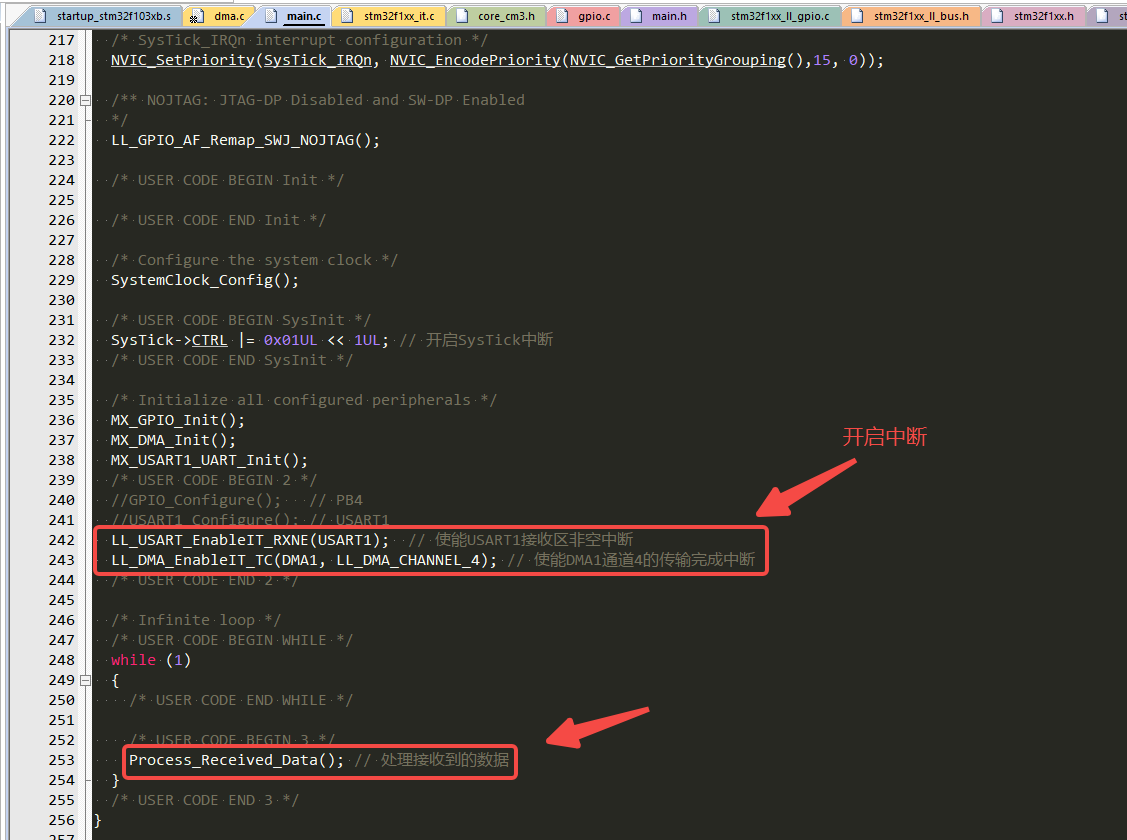 startup_stm32f103xb.s dma.c main.c stm32f1xx_it.c core_cm3.h gpio.c main.h stm32f1xx_ll_gpio.c stm32f1xx_ll_bus.h stm32f1xx.h
217 /* SysTick_IRQn interrupt configuration */
218 NVIC_SetPriority(SysTick_IRQn, NVIC_EncodePriority(NVIC_GetPriorityGrouping(),15, 0));
219
220 /** NOJTAG: JTAG-DP Disabled and SW-DP Enabled
221 */
222 LL_GPIO_AF_Remap_SWJ_NOJTAG();
223
224 /* USER CODE BEGIN Init */
225
226 /* USER CODE END Init */
227
228 /* Configure the system clock */
229 SystemClock_Config();
230
231 /* USER CODE BEGIN SysInit */
232 SysTick->CTRL |= 0x01UL << 1UL; // 开启SysTick中断
233 /* USER CODE END SysInit */
234
235 /* Initialize all configured peripherals */
236 MX_GPIO_Init();
237 MX_DMA_Init();
开启中断
238 MX_USART1_UART_Init();
239 /* USER CODE BEGIN 2 */
240 //GPIO_Configure(); // PB4
241 //USART1_Configure(); // USART1
242 LL_USART_EnableIT_RXNE(USART1); // 使能USART1接收区非空中断
243 LL_DMA_EnableIT_TC(DMA1, LL_DMA_CHANNEL_4); // 使能DMA1通道4的传输完成中断
244 /* USER CODE END 2 */
245
246 /* Infinite loop */
247 /* USER CODE BEGIN WHILE */
248 while (1)
249 {
250 /* USER CODE END WHILE */
251
252 /* USER CODE BEGIN 3 */
253 Process_Received_Data(); // 处理接收到的数据
254 }
255 /* USER CODE END 3 */
256 }
257